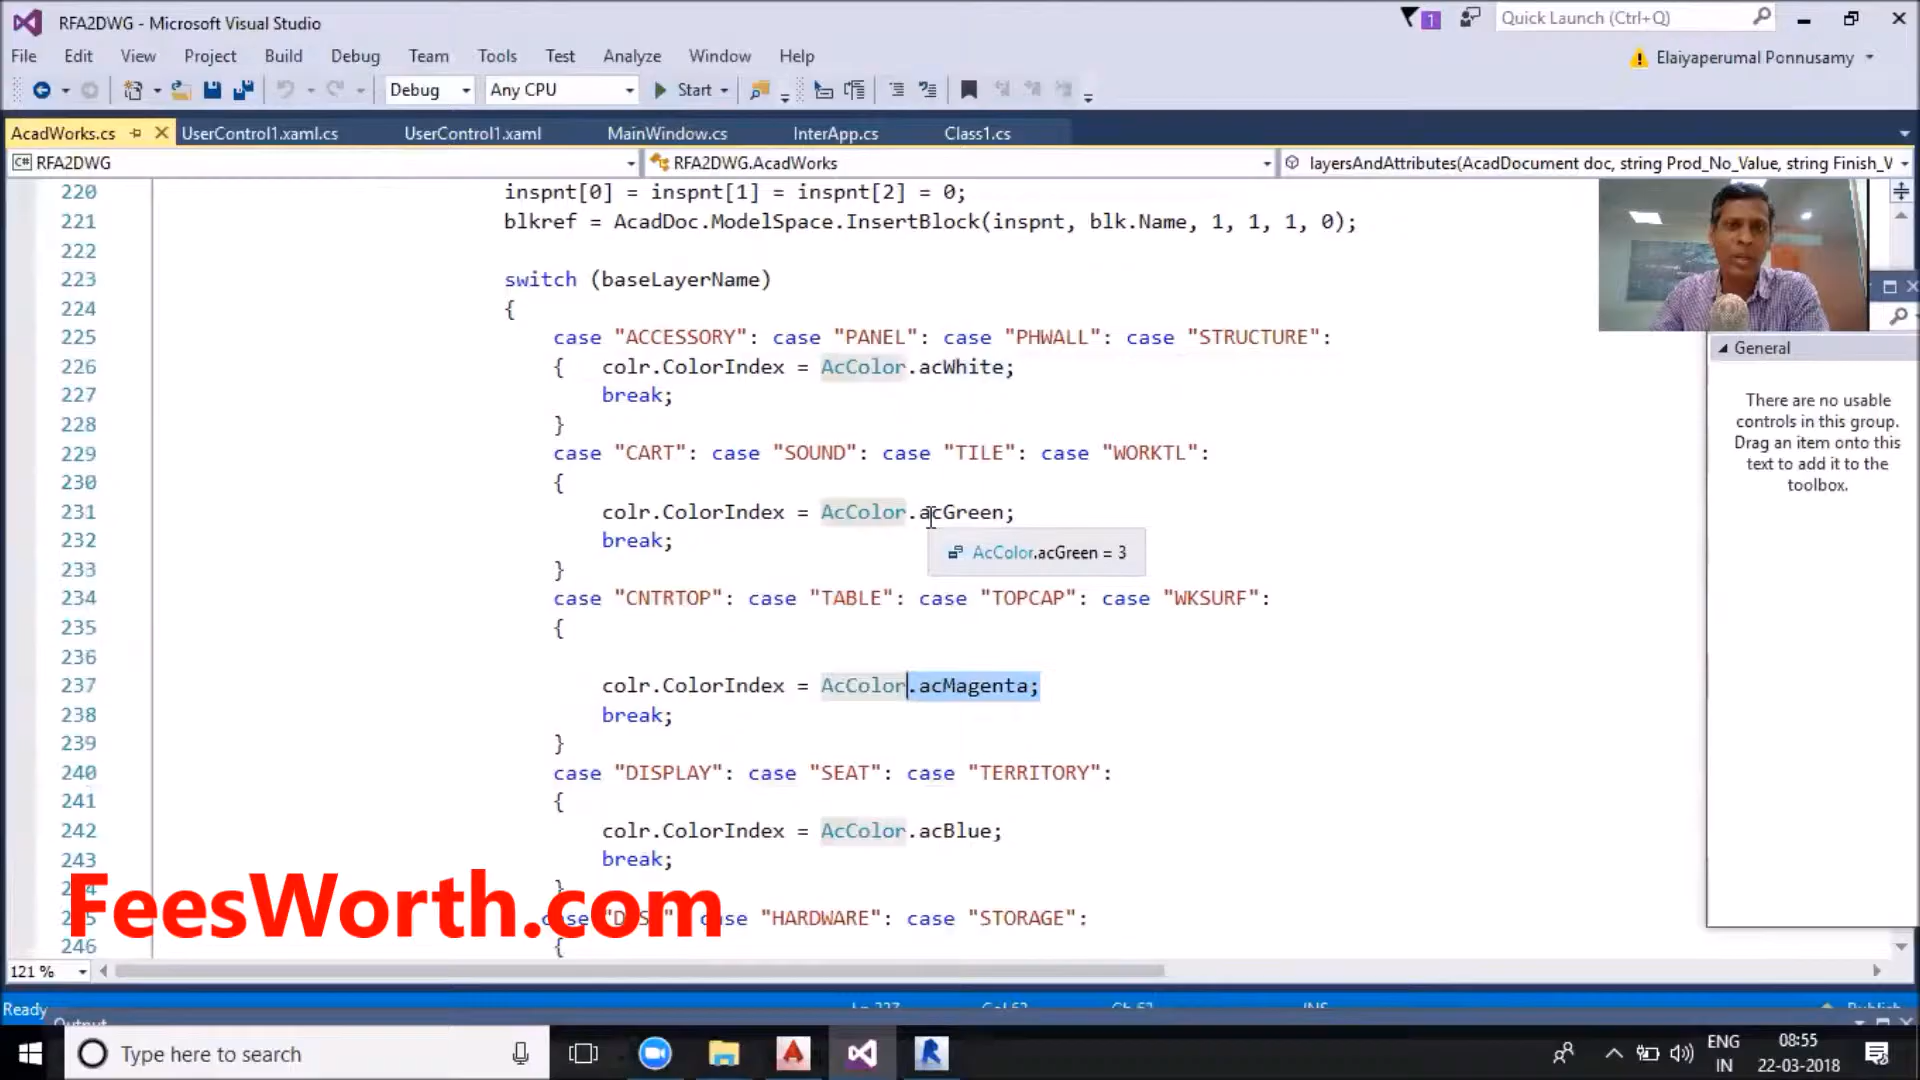 RFA2DWG - Microsoft Visual Studio
1
Quick Launch (Ctrl+Q)
File Edit View Project Build Debug Team Tools Test Analyze Window Help
Elaiyaperumal Ponnusamy
Debug Any CPU Start
AcadWorks.cs UserControl1.xaml.cs UserControl1.xaml MainWindow.cs InterApp.cs Class1.cs
C# RFA2DWG RFA2DWG.AcadWorks layersAndAttributes(AcadDocument doc, string Prod_No_Value, string Finish_V
220 inspnt[0] = inspnt[1] = inspnt[2] = 0;
221 blkref = AcadDoc.ModelSpace.InsertBlock(inspnt, blk.Name, 1, 1, 1, 0);
222
223 switch (baseLayerName)
224 {
225 case "ACCESSORY": case "PANEL": case "PHWALL": case "STRUCTURE":
226 { colr.ColorIndex = AcColor.acWhite;
227 break;
228 }
229 case "CART": case "SOUND": case "TILE": case "WORKTL":
230 {
231 colr.ColorIndex = AcColor.acGreen;
232 break;
AcColor.acGreen = 3
233 }
234 case "CNTRTOP": case "TABLE": case "TOPCAP": case "WKSURF":
235 {
236
237 colr.ColorIndex = AcColor.acMagenta;
238 break;
239 }
240 case "DISPLAY": case "SEAT": case "TERRITORY":
241 {
242 colr.ColorIndex = AcColor.acBlue;
243 break;
}
case "HARDWARE": case "STORAGE":
246 {
General
There are no usable
controls in this group.
Drag an item onto this
text to add it to the
toolbox.
FeesWorth.com
121 %
Ready
Type here to search
ENG
IN
08:55
22-03-2018